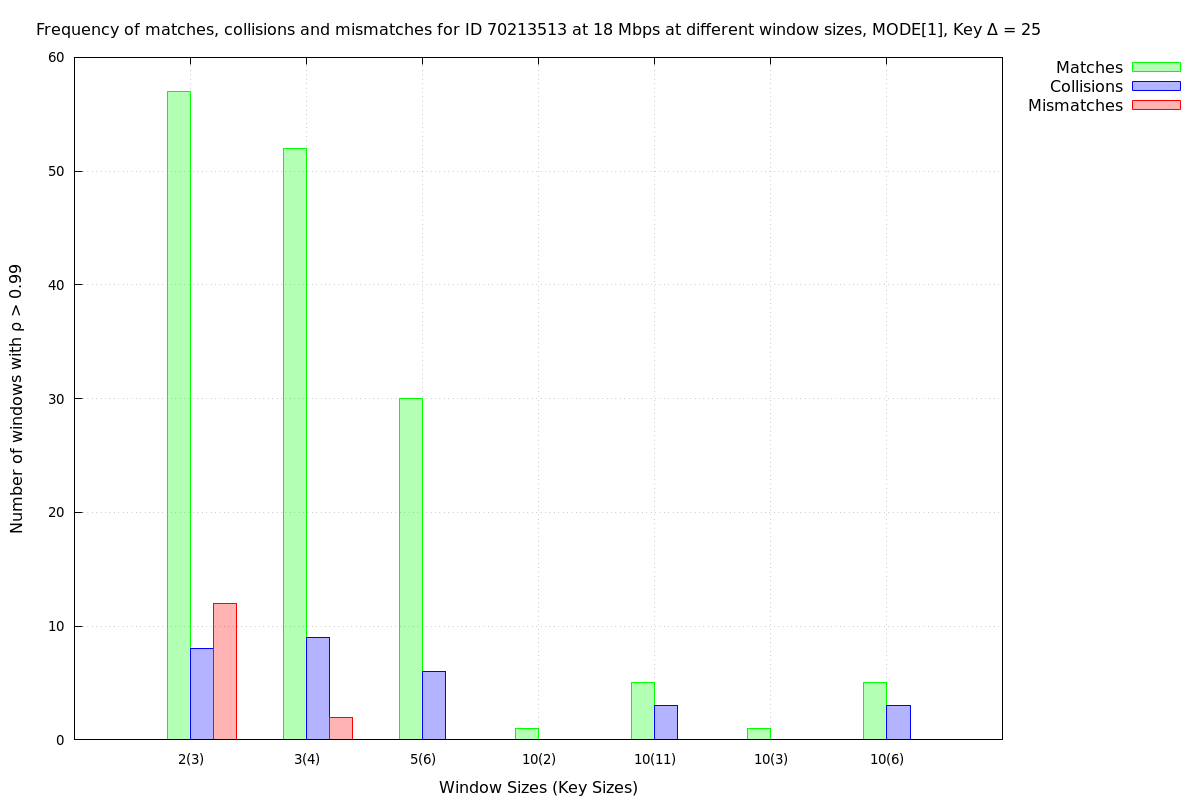 Frequency of matches, collisions and mismatches for ID 70213513 at 18 Mbps at different window sizes, MODE[1], Key Δ = 25
Matches
Collisions
Mismatches
Number of windows with ρ > 0.99
60
50
40
30
20
10
0
2(3) 3(4) 5(6) 10(2) 10(11) 10(3) 10(6)
Window Sizes (Key Sizes)